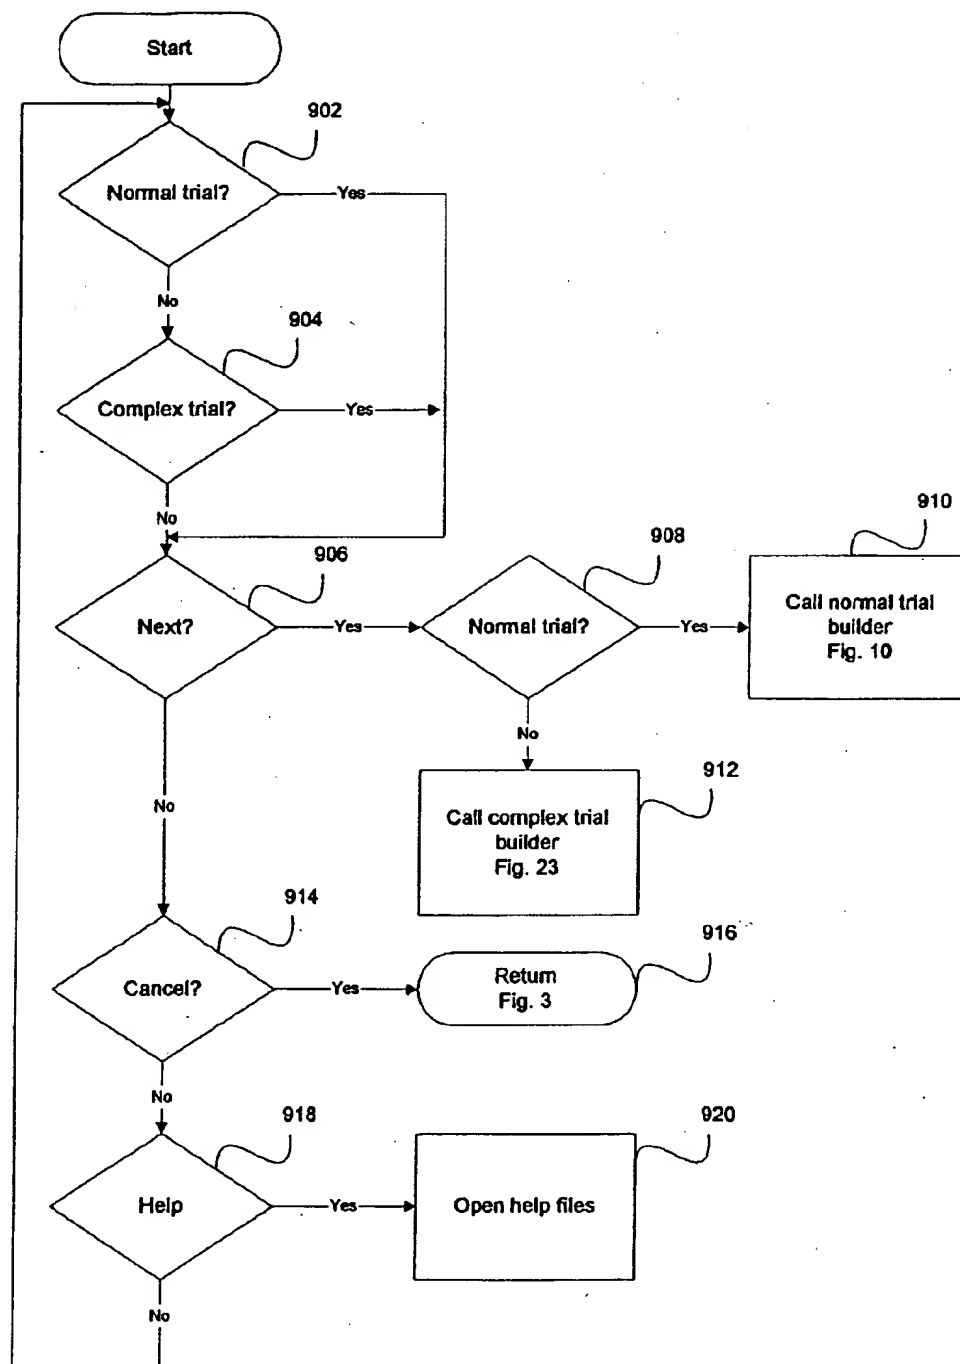 Start
902
Normal trial?
Yes
No
904
Complex trial?
Yes
No
906
Next?
Yes
908
Normal trial?
Yes
910
Call normal trial
builder
Fig. 10
No
912
Call complex trial
builder
Fig. 23
No
914
Cancel?
Yes
916
Return
Fig. 3
No
918
Help
Yes
920
Open help files
No